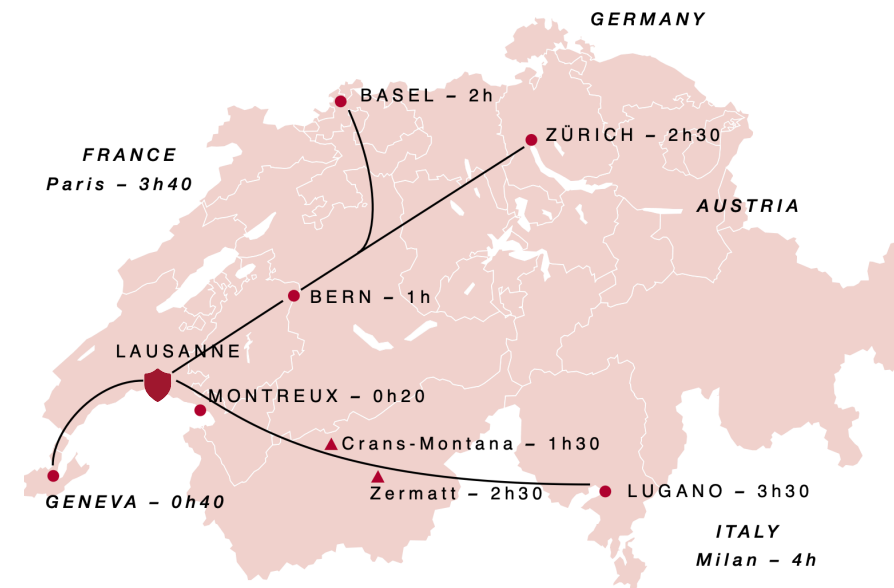 GERMANY
BASEL – 2h
ZÜRICH – 2h30
FRANCE
Paris – 3h40
AUSTRIA
BERN – 1h
LAUSANNE
MONTREUX – 0h20
Crans-Montana – 1h30
Zermatt – 2h30
LUGANO – 3h30
GENEVA – 0h40
ITALY
Milan – 4h